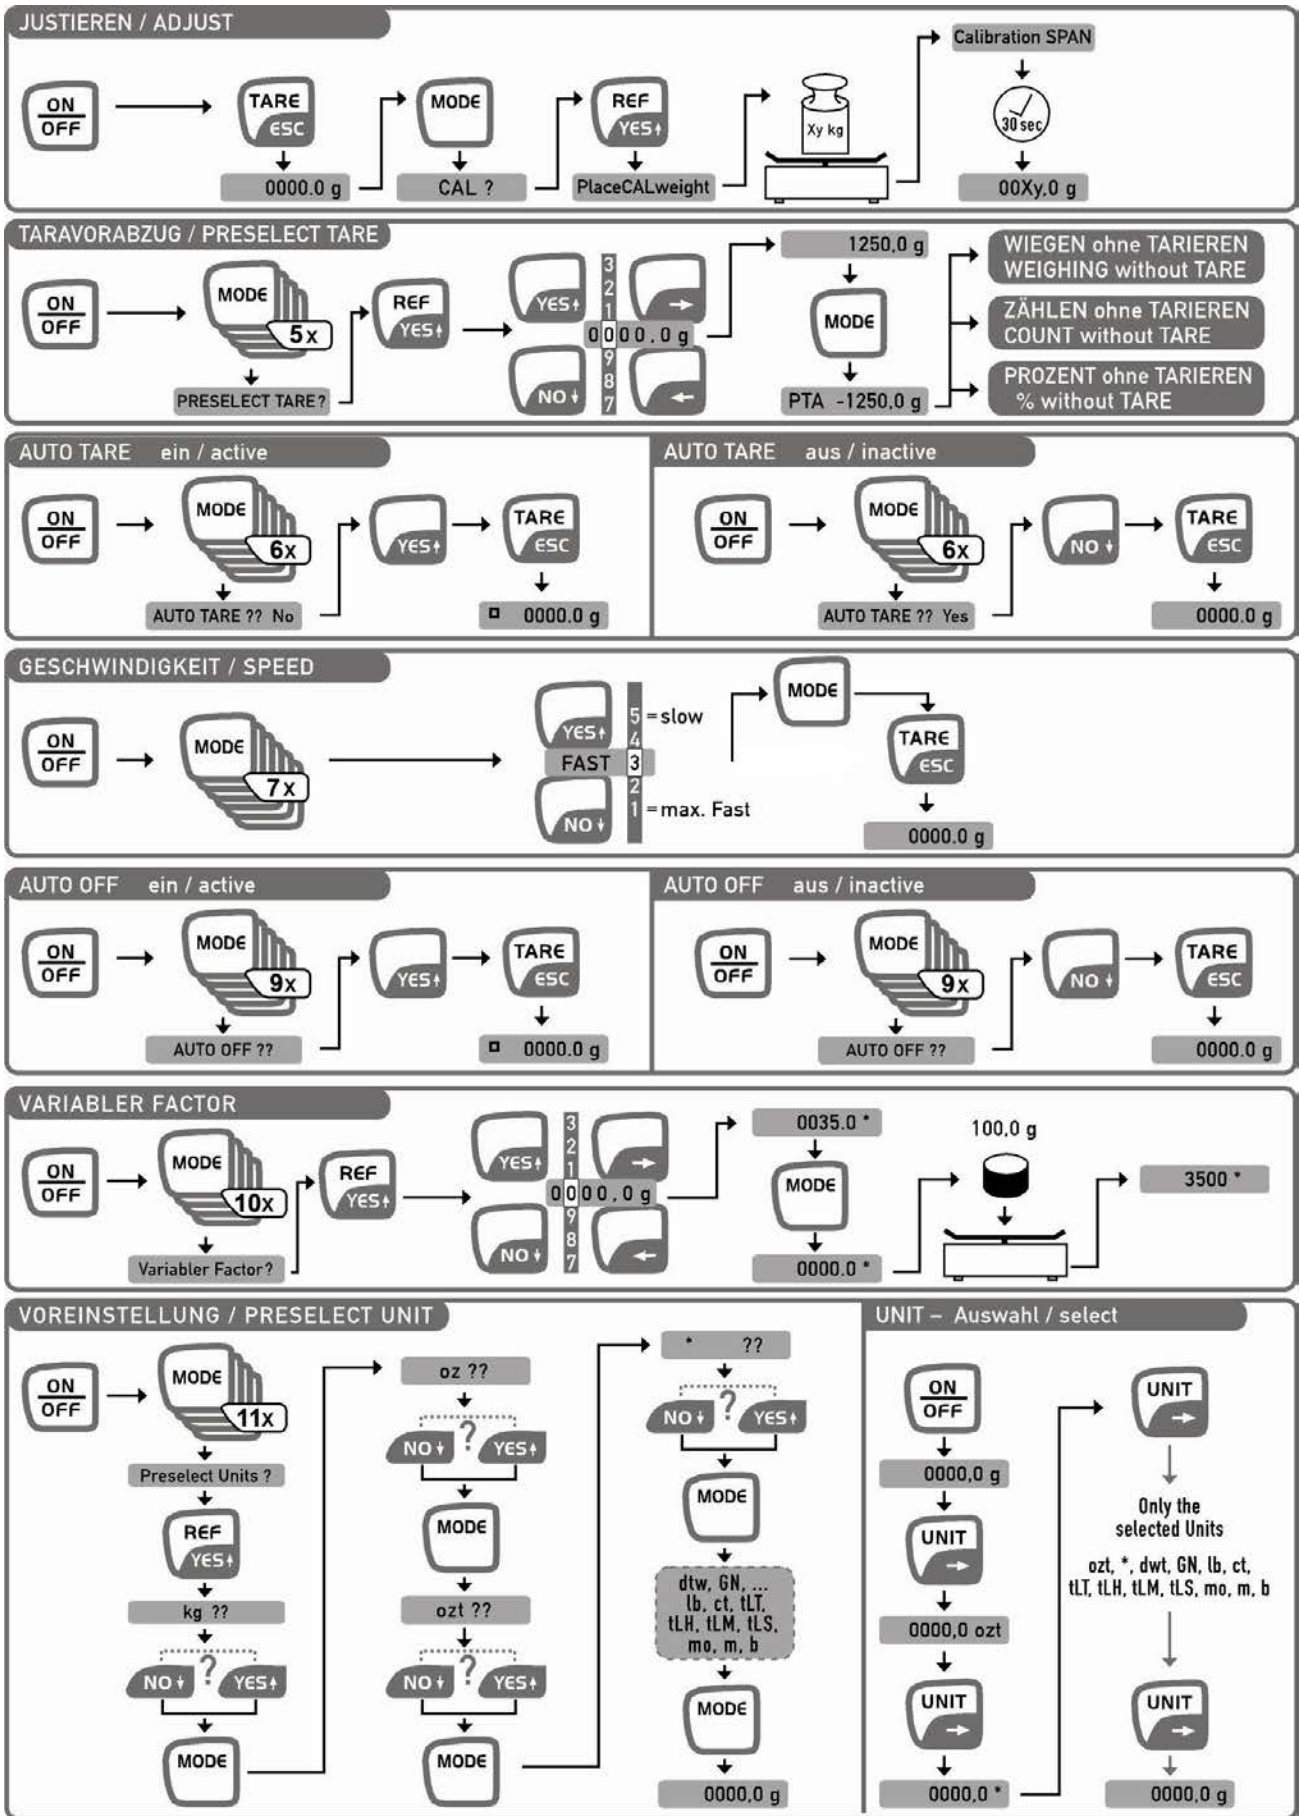 JUSTIEREN / ADJUST
ON
OFF
TARE
ESC
0000.0 g
MODE
CAL ?
REF
YES↑
PlaceCALweight
Xy kg
Calibration SPAN
30 sec
00Xy.0 g
TARAVORABZUG / PRESELECT TARE
ON
OFF
MODE
5x
PRESELECT TARE?
REF
YES↑
YES↑
NO↓
3
2
1
0000,0 g
9
8
7
→
←
1250,0 g
MODE
PTA -1250,0 g
WIEGEN ohne TARIEREN
WEIGHING without TARE
ZÄHLEN ohne TARIEREN
COUNT without TARE
PROZENT ohne TARIEREN
% without TARE
AUTO TARE ein / active
ON
OFF
MODE
6x
AUTO TARE ?? No
YES↑
TARE
ESC
0000.0 g
AUTO TARE aus / inactive
ON
OFF
MODE
6x
AUTO TARE ?? Yes
NO↓
TARE
ESC
0000.0 g
GESCHWINDIGKEIT / SPEED
ON
OFF
MODE
7x
YES↑
5 = slow
4
FAST 3
2
1 = max. Fast
NO↓
MODE
TARE
ESC
0000.0 g
AUTO OFF ein / active
ON
OFF
MODE
9x
AUTO OFF ??
YES↑
TARE
ESC
0000.0 g
AUTO OFF aus / inactive
ON
OFF
MODE
9x
AUTO OFF ??
NO↓
TARE
ESC
0000.0 g
VARIABLER FACTOR
ON
OFF
MODE
10x
Variabler Factor?
REF
YES↑
YES↑
NO↓
3
2
1
0000,0 g
9
8
7
→
←
0035.0 *
MODE
0000.0 *
100,0 g
3500 *
VOREINSTELLUNG / PRESELECT UNIT
ON
OFF
MODE
11x
Preselect Units ?
REF
YES↑
kg ??
?
NO↓ YES↑
MODE
oz ??
?
NO↓ YES↑
MODE
ozt ??
?
NO↓ YES↑
MODE
* ??
?
NO↓ YES↑
MODE
dtw, GN, ...
lb, ct, tLT,
tLH, tLM, tLS,
mo, m, b
MODE
0000,0 g
UNIT – Auswahl / select
ON
OFF
0000,0 g
UNIT
→
0000,0 ozt
UNIT
→
0000,0 *
UNIT
→
Only the
selected Units
ozt, *, dwt, GN, lb, ct,
tLT, tLH, tLM, tLS, mo, m, b
UNIT
→
0000,0 g